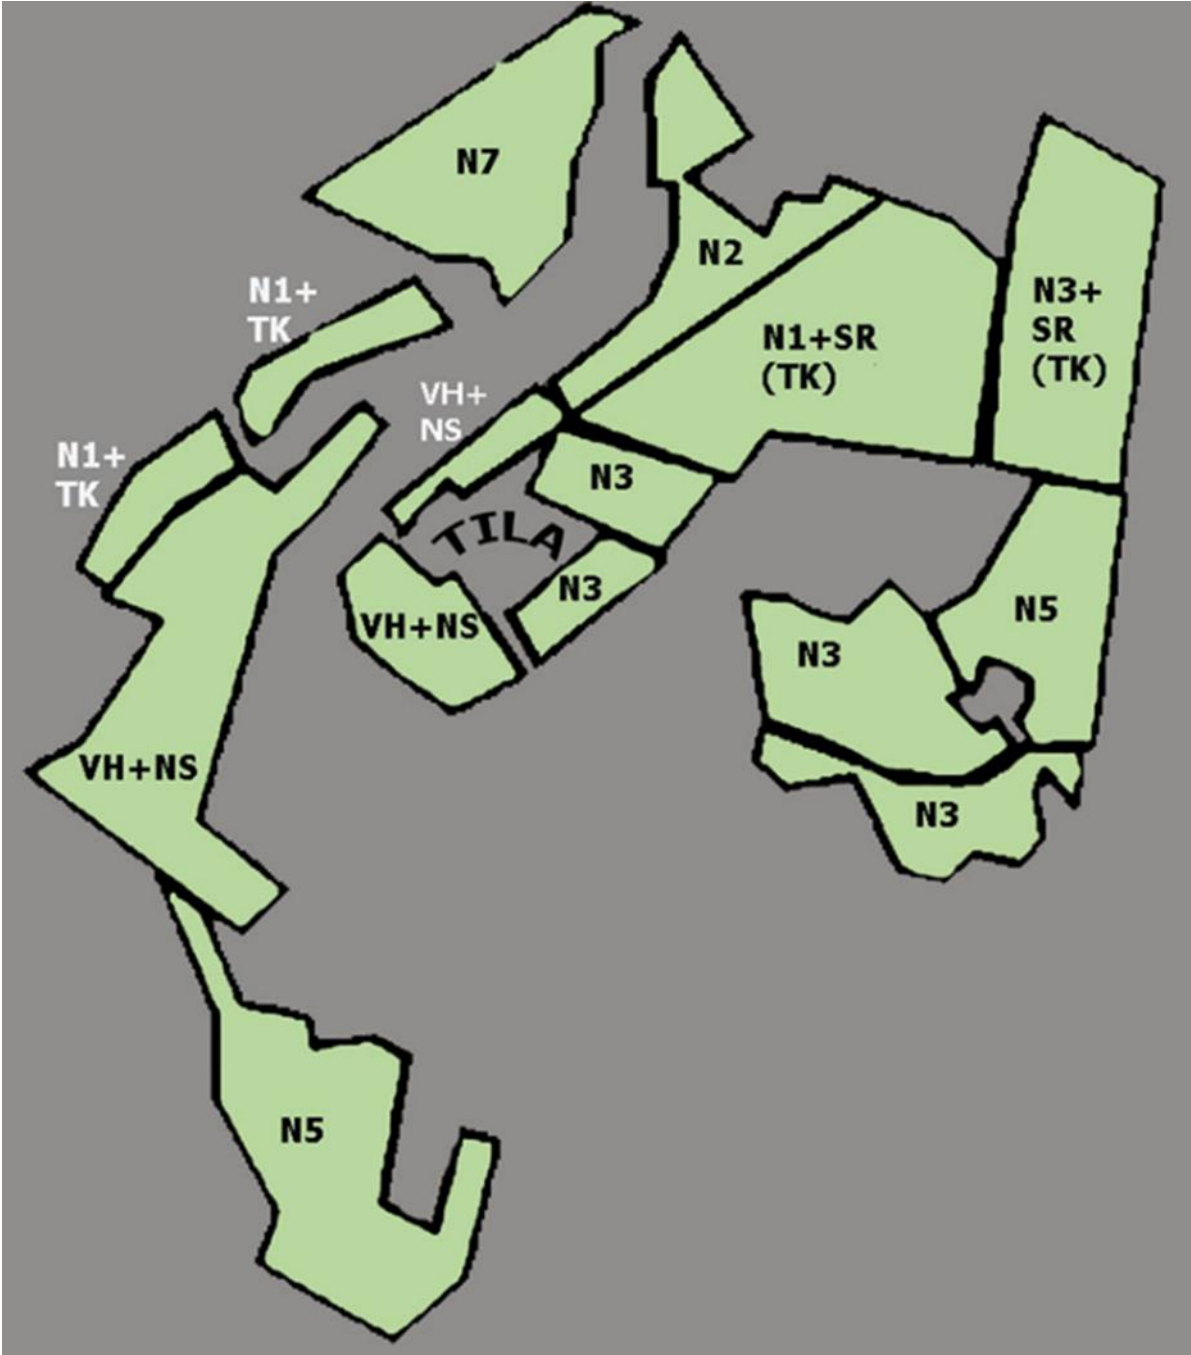 N7
N2
N1+
TK
N3+
SR
(TK)
N1+SR
(TK)
VH+
NS
N1+
TK
N3
TILA
N3
VH+NS
N5
N3
VH+NS
N3
N5